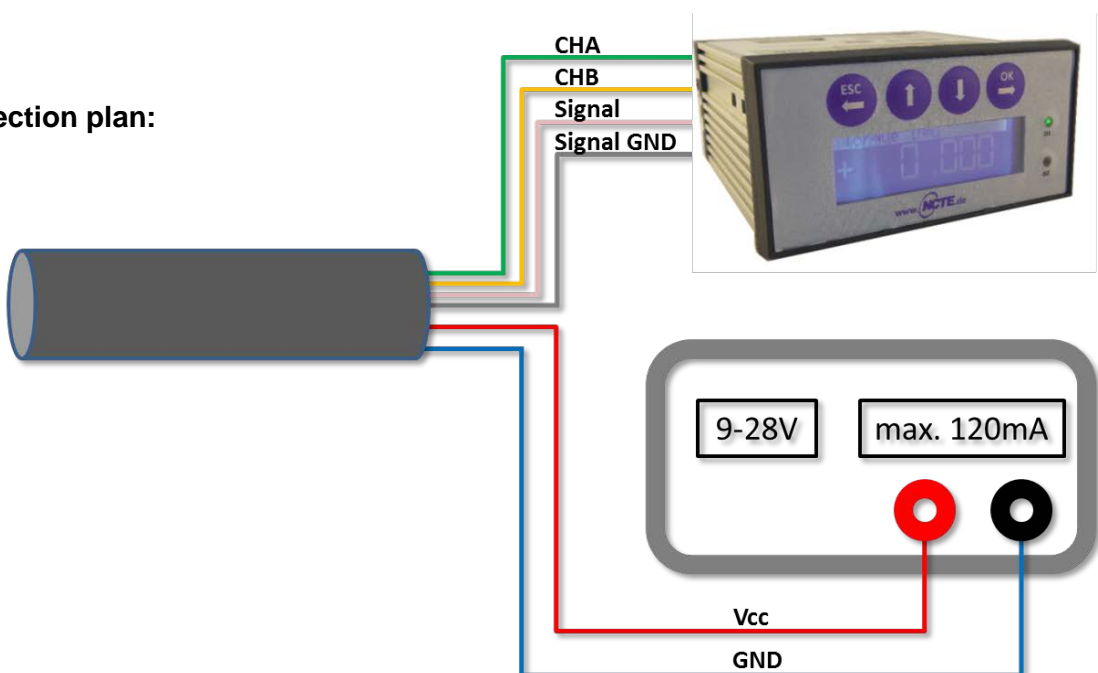 ection plan:
CHA
CHB
Signal
Signal GND
ESC
OK
0.000
www.NCTE.de
9-28V
max. 120mA
Vcc
GND